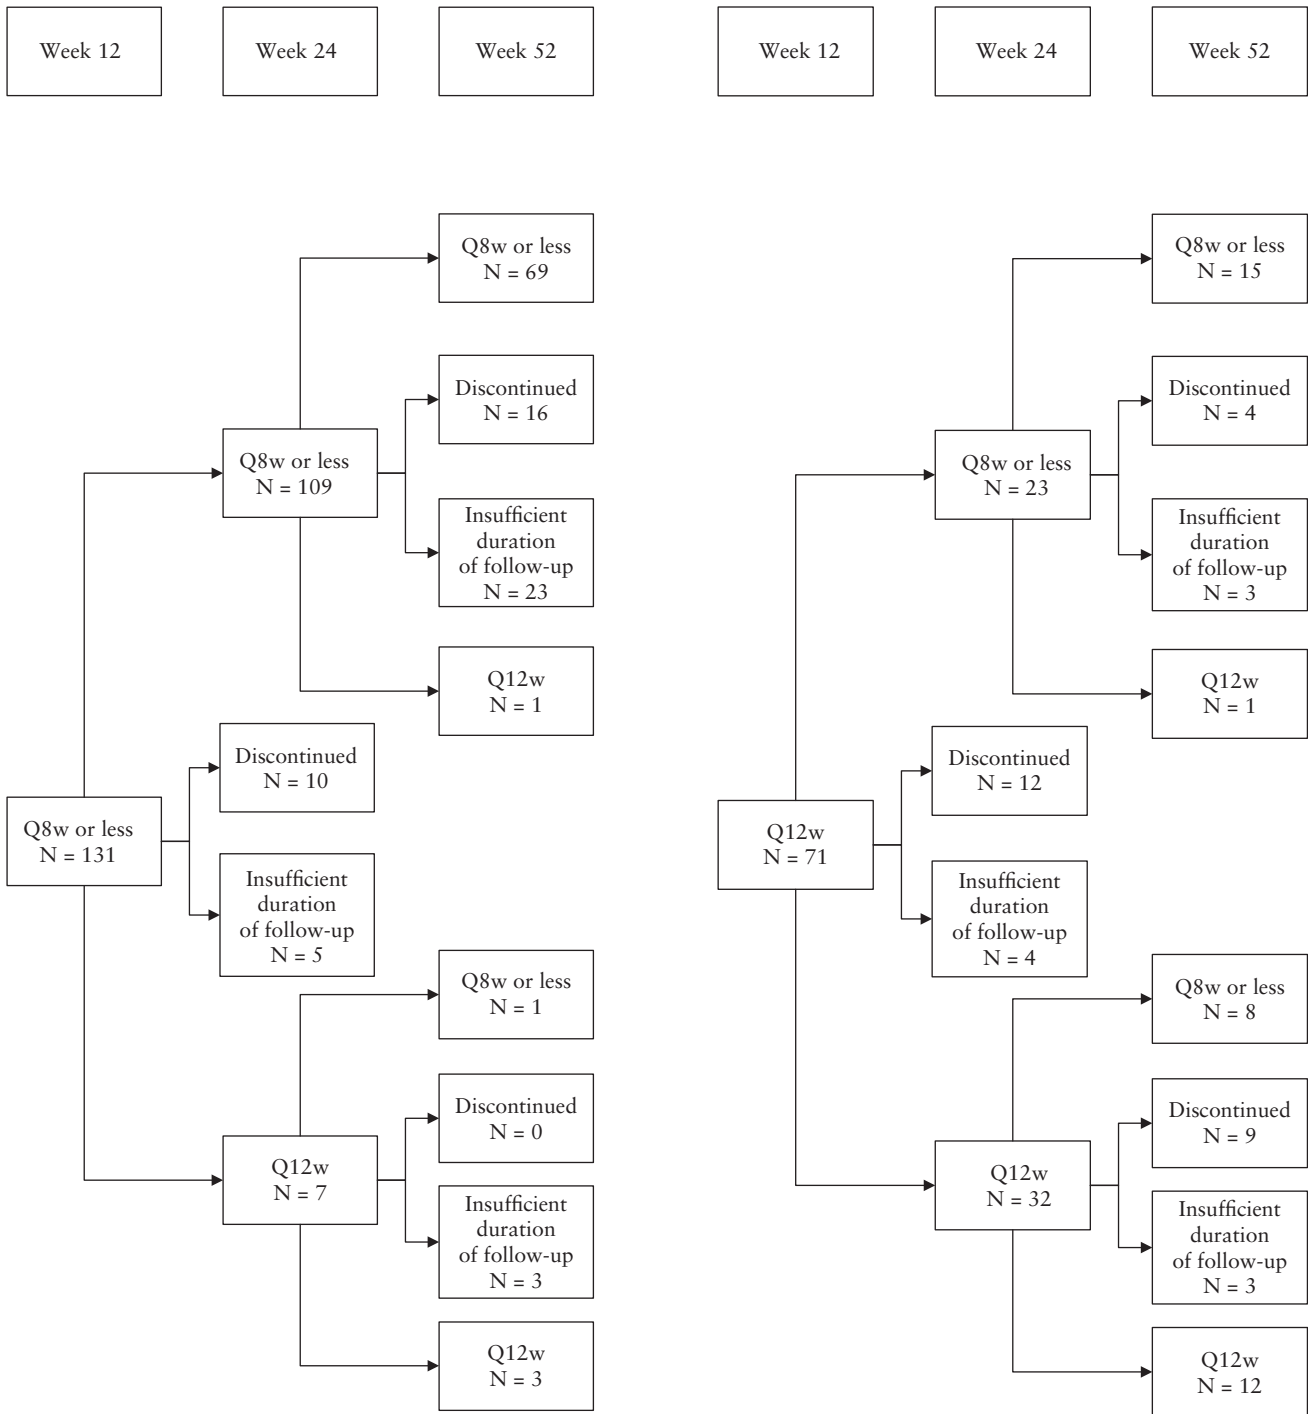 Week 12
Week 24
Week 52
Q8w or less
N = 69
Discontinued
N = 16
Q8w or less
N = 109
Insufficient
duration
of follow-up
N = 23
Q12w
N = 1
Discontinued
N = 10
Q8w or less
N = 131
Insufficient
duration
of follow-up
N = 5
Q8w or less
N = 1
Discontinued
N = 0
Q12w
N = 7
Insufficient
duration
of follow-up
N = 3
Q12w
N = 3
Week 12
Week 24
Week 52
Q8w or less
N = 15
Discontinued
N = 4
Q8w or less
N = 23
Insufficient
duration
of follow-up
N = 3
Q12w
N = 1
Discontinued
N = 12
Q12w
N = 71
Insufficient
duration
of follow-up
N = 4
Q8w or less
N = 8
Discontinued
N = 9
Q12w
N = 32
Insufficient
duration
of follow-up
N = 3
Q12w
N = 12